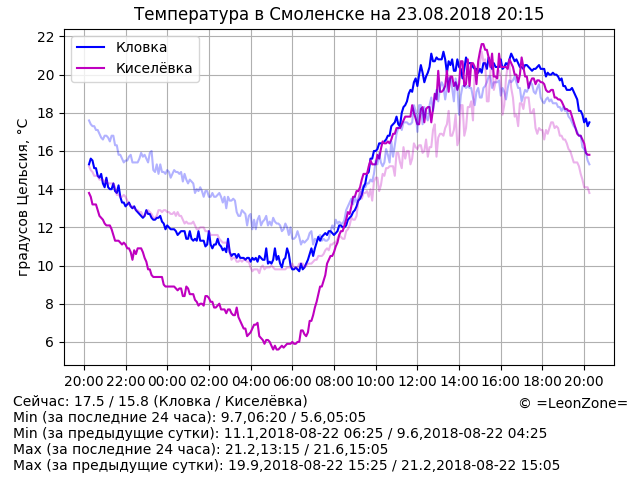 Температура в Смоленске на 23.08.2018 20:15
Кловка
Киселёвка
градусов Цельсия, °C
22
20
18
16
14
12
10
8
6
20:00 22:00 00:00 02:00 04:00 06:00 08:00 10:00 12:00 14:00 16:00 18:00 20:00
Сейчас: 17.5 / 15.8 (Кловка / Киселёвка)
© =LeonZone=
Min (за последние 24 часа): 9.7,06:20 / 5.6,05:05
Min (за предыдущие сутки): 11.1,2018-08-22 06:25 / 9.6,2018-08-22 04:25
Max (за последние 24 часа): 21.2,13:15 / 21.6,15:05
Max (за предыдущие сутки): 19.9,2018-08-22 15:25 / 21.2,2018-08-22 15:05